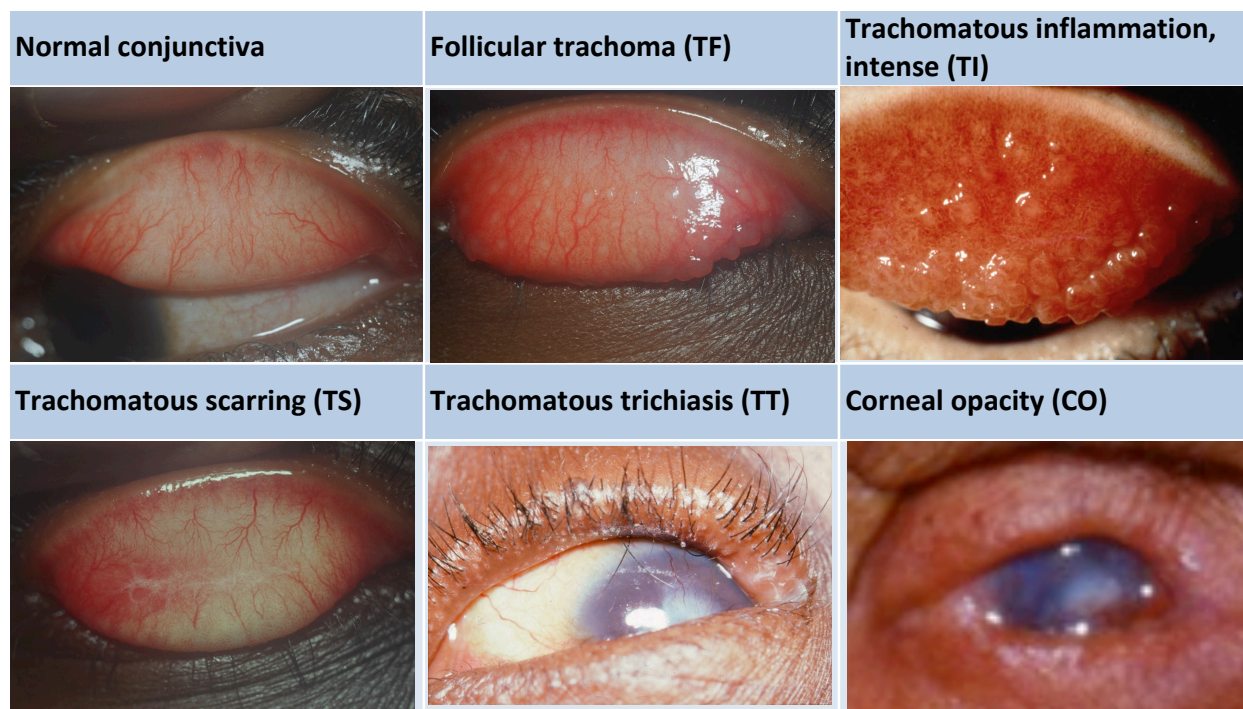 Normal conjunctiva
Follicular trachoma (TF)
Trachomatous inflammation,
intense (TI)
Trachomatous scarring (TS)
Trachomatous trichiasis (TT)
Corneal opacity (CO)